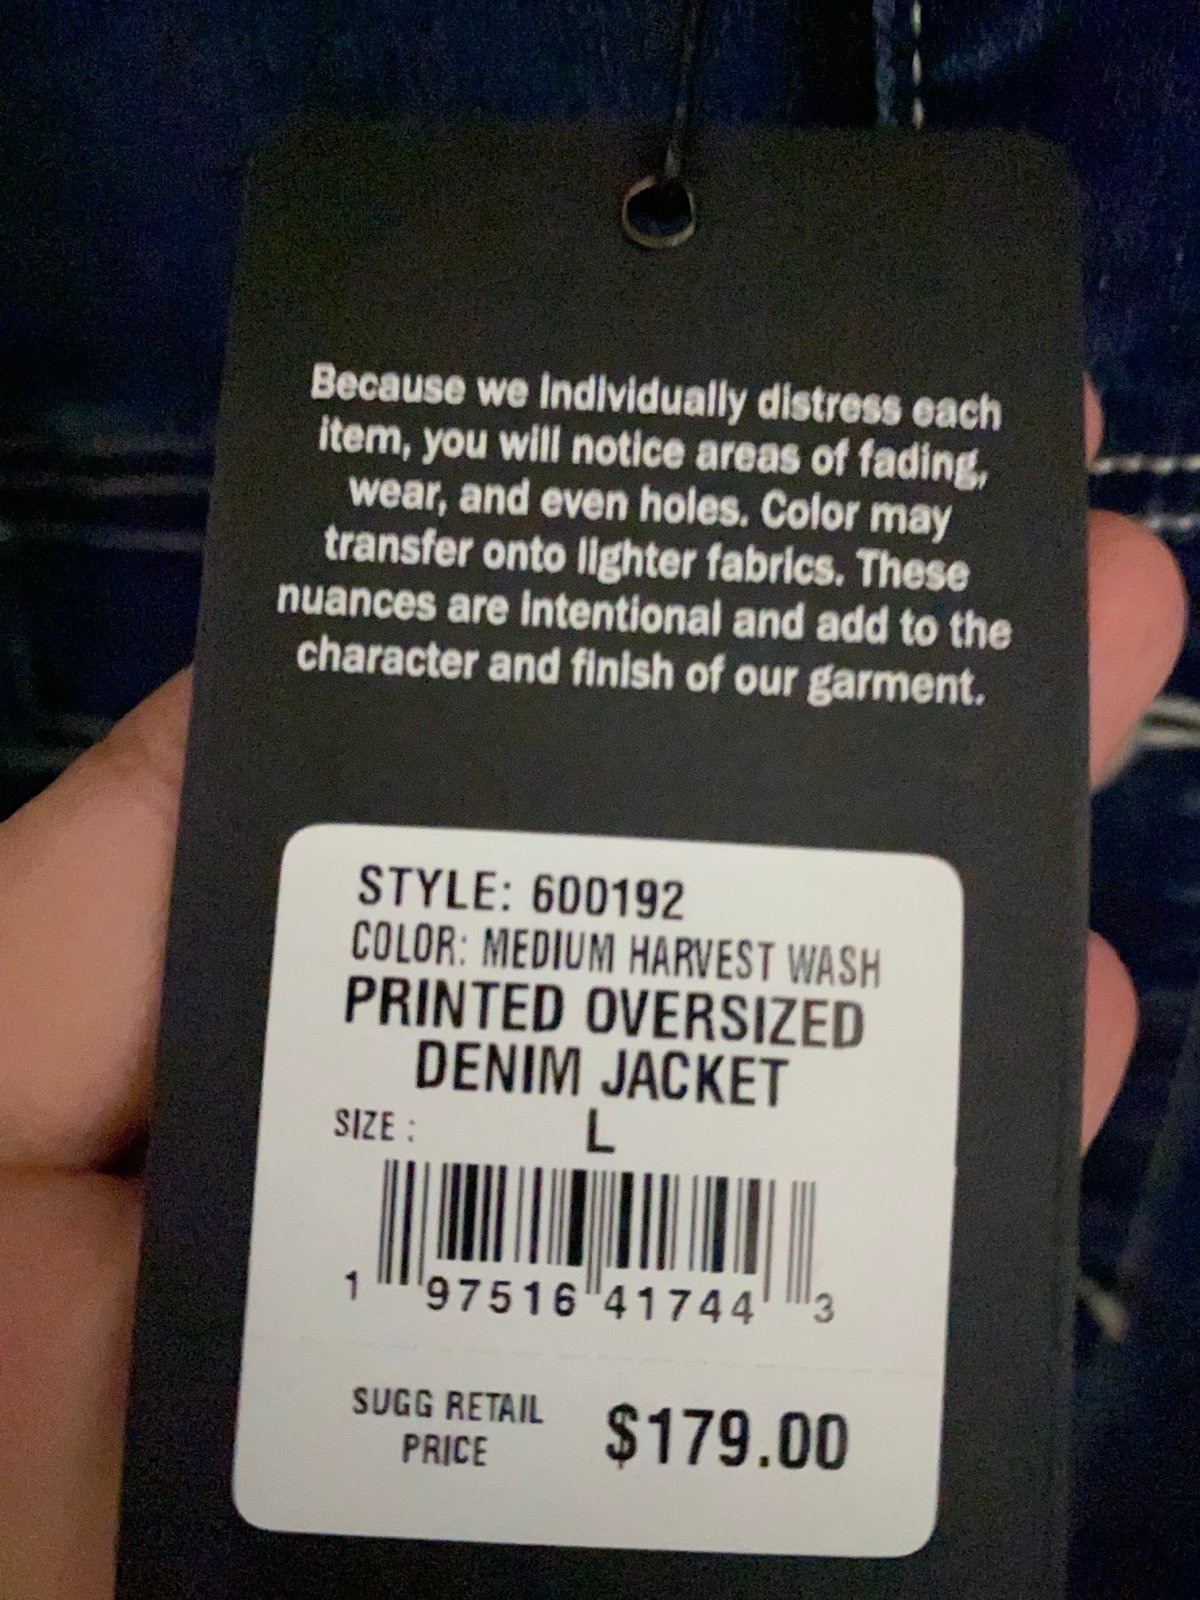 Because we individually distress each
item, you will notice areas of fading,
wear, and even holes. Color may
transfer onto lighter fabrics. These
nuances are intentional and add to the
character and finish of our garment.
STYLE: 600192
COLOR: MEDIUM HARVEST WASH
PRINTED OVERSIZED
DENIM JACKET
SIZE : L
1 97516 41744 3
SUGG RETAIL
PRICE $179.00